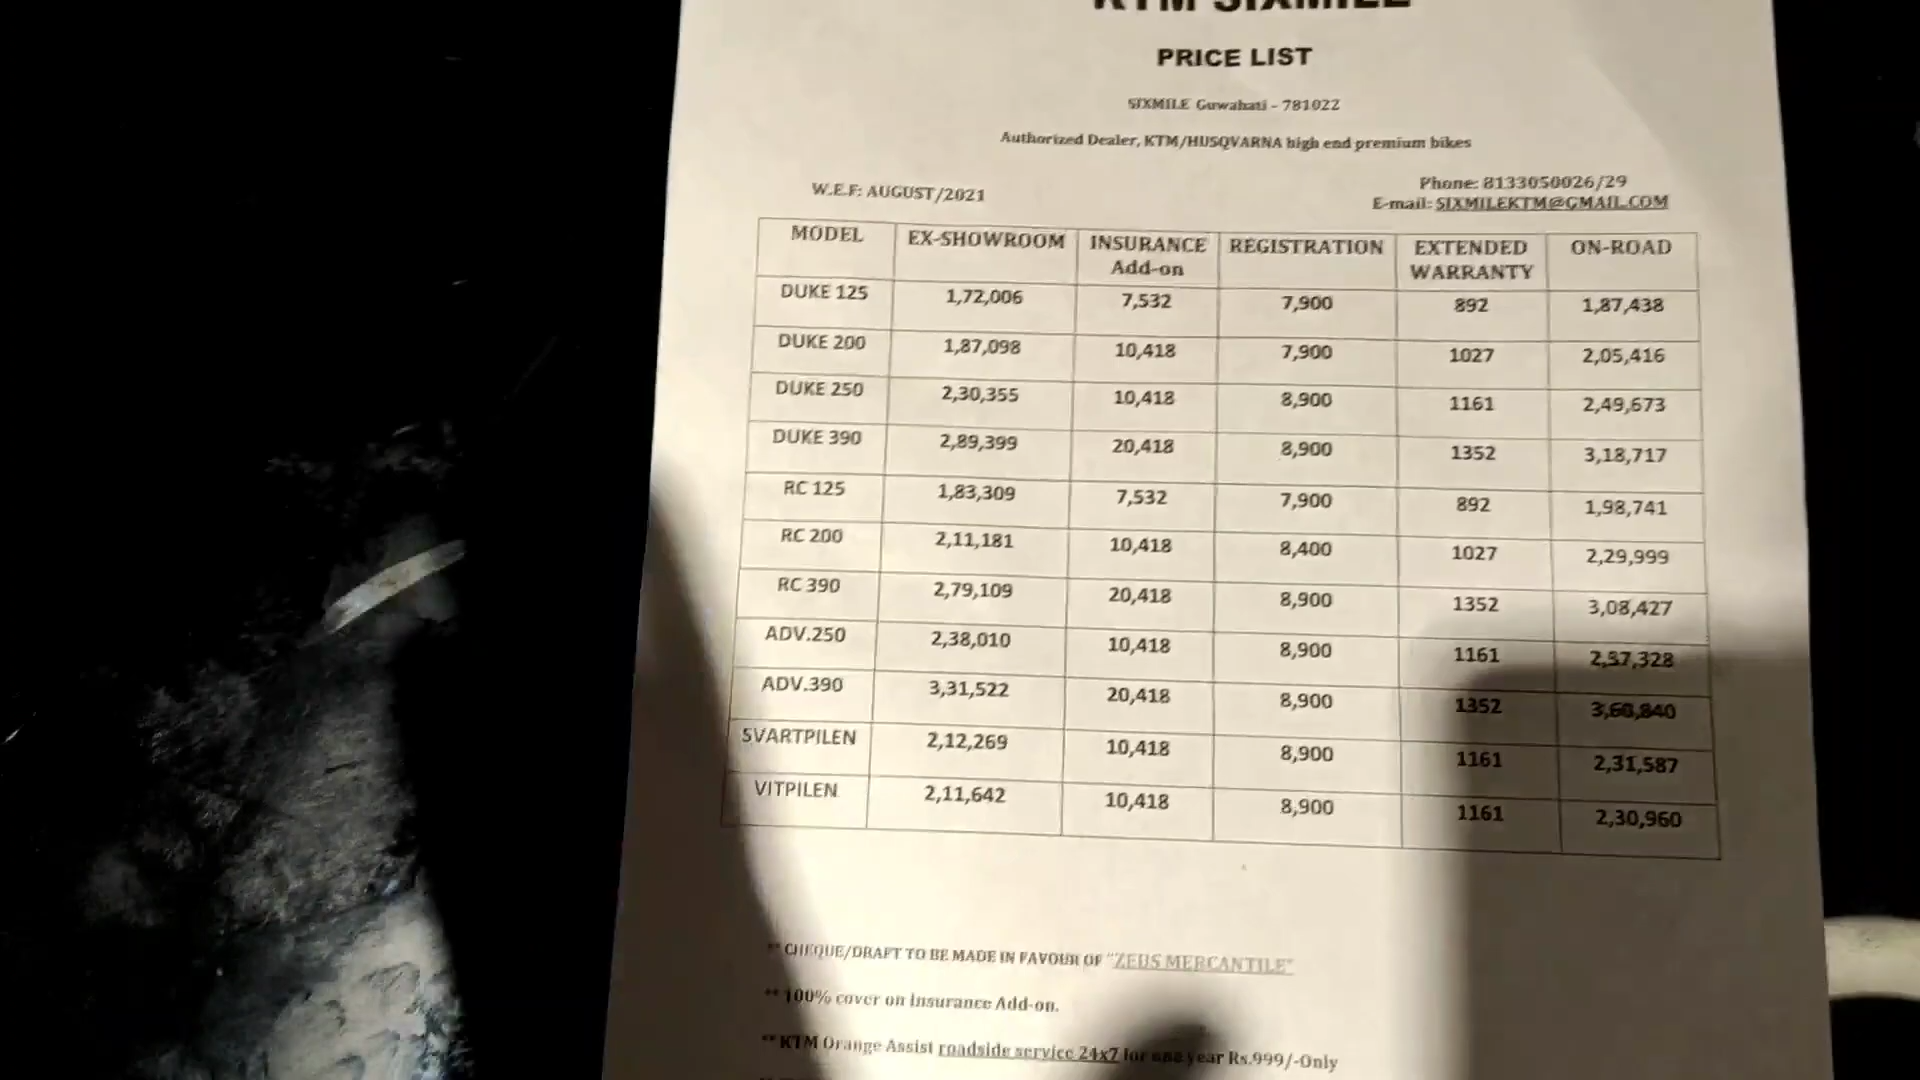 KTM SIXMILE
PRICE LIST
SIXMILE Guwahati - 781022
Authorized Dealer, KTM/HUSQVARNA high end premium bikes
W.E.F: AUGUST/2021
Phone: 8133050026/29
E-mail: SIXMILEKTM@GMAIL.COM
MODEL EX-SHOWROOM INSURANCE Add-on REGISTRATION EXTENDED WARRANTY ON-ROAD
DUKE 125 1,72,006 7,532 7,900 892 1,87,438
DUKE 200 1,87,098 10,418 7,900 1027 2,05,416
DUKE 250 2,30,355 10,418 8,900 1161 2,49,673
DUKE 390 2,89,399 20,418 8,900 1352 3,18,717
RC 125 1,83,309 7,532 7,900 892 1,98,741
RC 200 2,11,181 10,418 8,400 1027 2,29,999
RC 390 2,79,109 20,418 8,900 1352 3,08,427
ADV.250 2,38,010 10,418 8,900 1161 2,57,328
ADV.390 3,31,522 20,418 8,900 1352 3,60,840
SVARTPILEN 2,12,269 10,418 8,900 1161 2,31,587
VITPILEN 2,11,642 10,418 8,900 1161 2,30,960
** CHEQUE/DRAFT TO BE MADE IN FAVOUR OF "ZEUS MERCANTILE"
** 100% cover on Insurance Add-on.
** KTM Orange Assist roadside service 24x7 for one year Rs.999/-Only